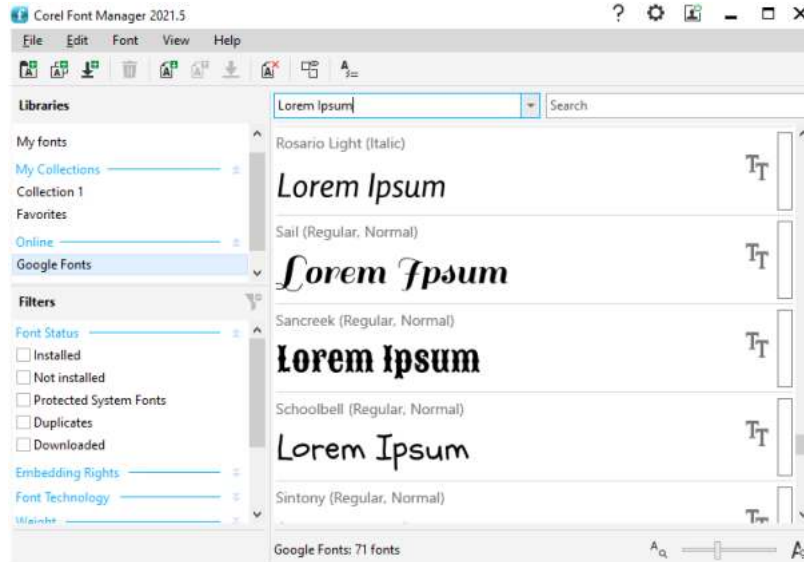 Corel Font Manager 2021.5
File Edit Font View Help
Libraries
My fonts
My Collections
Collection 1
Favorites
Online
Google Fonts
Filters
Font Status
Installed
Not installed
Protected System Fonts
Duplicates
Downloaded
Embedding Rights
Font Technology
Weight
Lorem Ipsum
Search
Rosario Light (Italic)
Lorem Ipsum
Sail (Regular, Normal)
Lorem Ipsum
Sancreek (Regular, Normal)
Lorem Ipsum
Schoolbell (Regular, Normal)
Lorem Ipsum
Sintony (Regular, Normal)
Google Fonts: 71 fonts